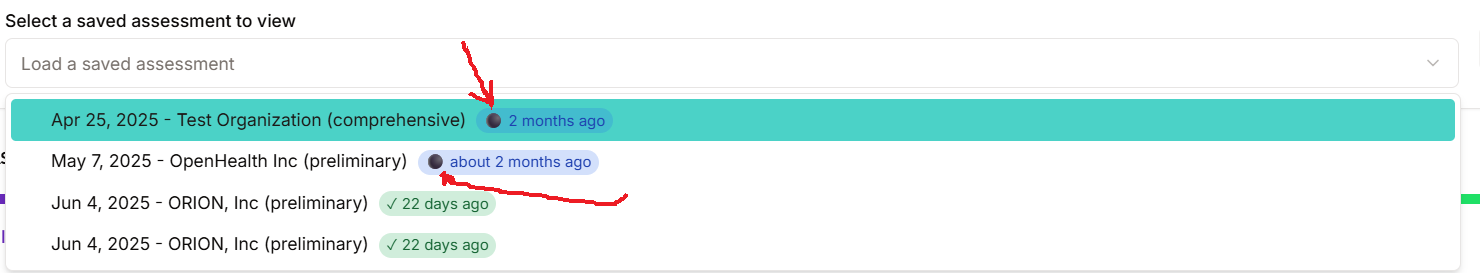 Select a saved assessment to view
Load a saved assessment
Apr 25, 2025 - Test Organization (comprehensive) 🌑 2 months ago
May 7, 2025 - OpenHealth Inc (preliminary) 🌑 about 2 months ago
Jun 4, 2025 - ORION, Inc (preliminary) ✓ 22 days ago
Jun 4, 2025 - ORION, Inc (preliminary) ✓ 22 days ago